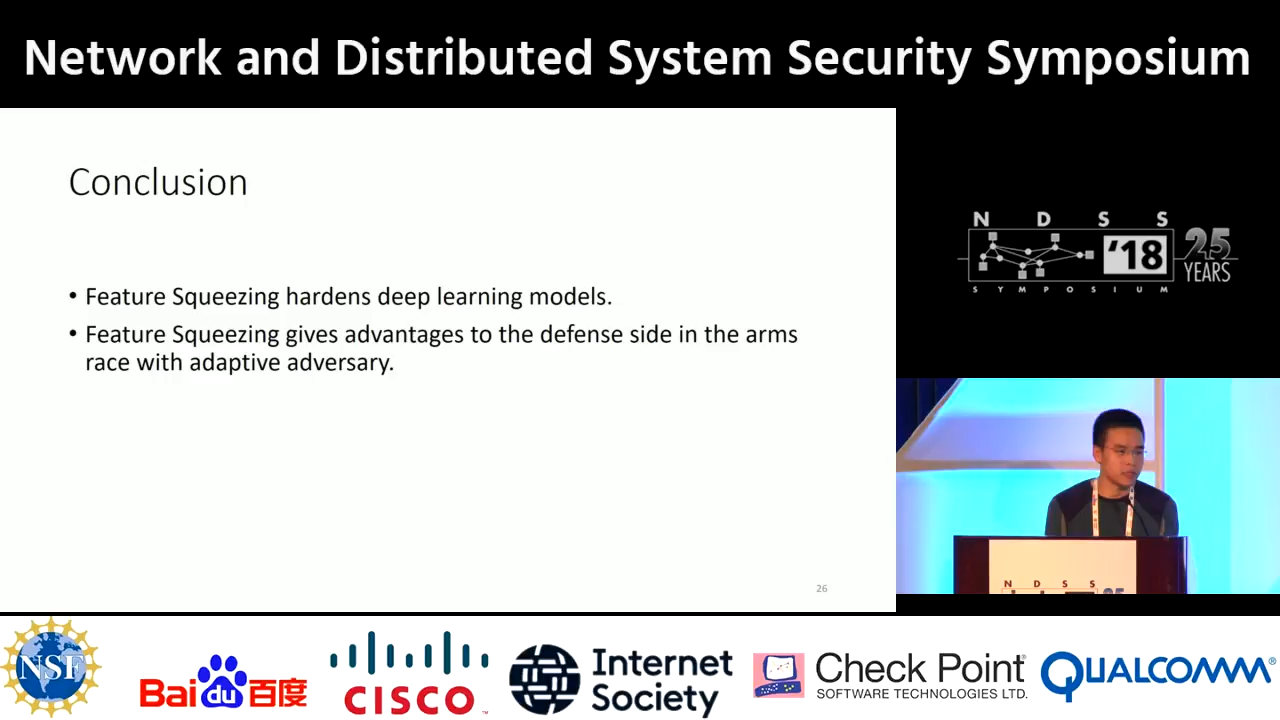 Network and Distributed System Security Symposium
Conclusion
• Feature Squeezing hardens deep learning models.
• Feature Squeezing gives advantages to the defense side in the arms
race with adaptive adversary.
26
N D S S
'18
25
YEARS
S Y M P O S I U M
N D S S
25
NSF
Bai du 百度
CISCO
Internet
Society
Check Point
SOFTWARE TECHNOLOGIES LTD.
QUALCOMM®